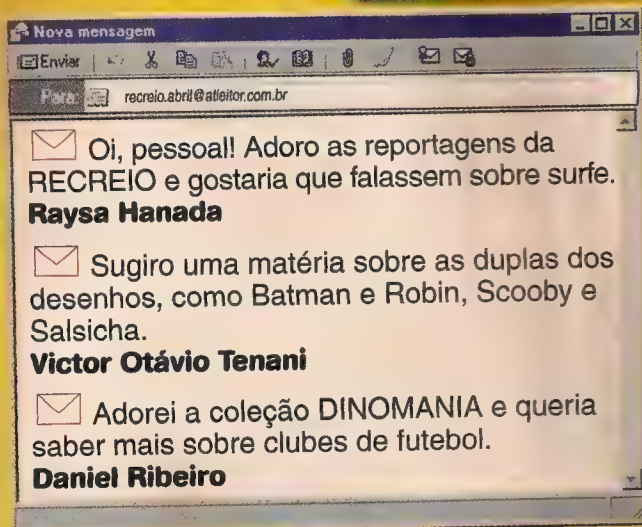 Nova mensagem
Enviar
Para: recreio.abril@atleitor.com.br
Oi, pessoal! Adoro as reportagens da
RECREIO e gostaria que falassem sobre surfe.
Raysa Hanada
Sugiro uma matéria sobre as duplas dos
desenhos, como Batman e Robin, Scooby e
Salsicha.
Victor Otávio Tenani
Adorei a coleção DINOMANIA e queria
saber mais sobre clubes de futebol.
Daniel Ribeiro